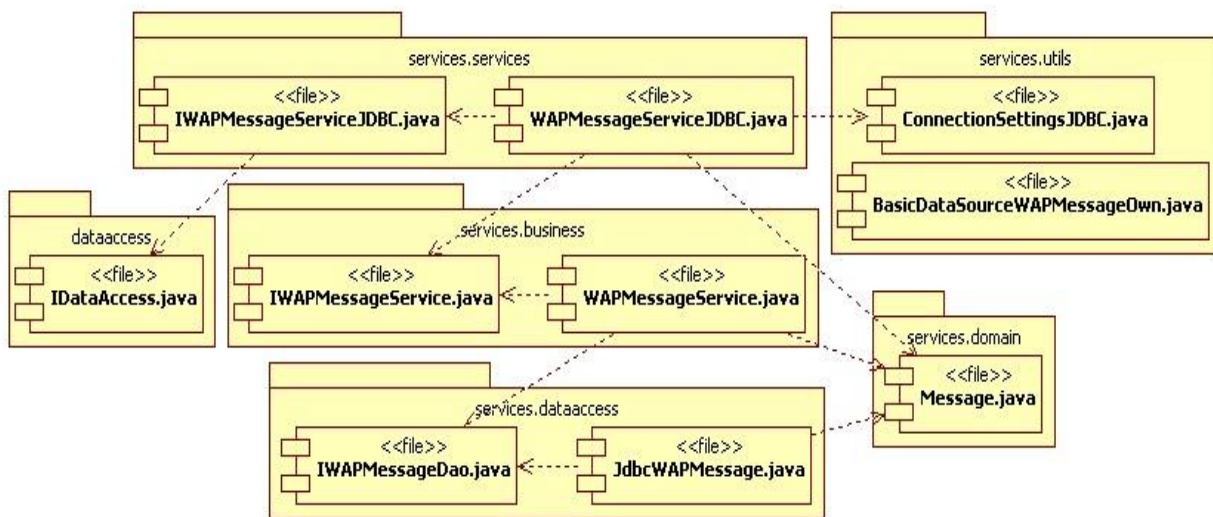 services.services
<<file>>
IWAPMessageServiceJDBC.java
<<file>>
WAPMessageServiceJDBC.java
services.utils
<<file>>
ConnectionSettingsJDBC.java
<<file>>
BasicDataSourceWAPMessageOwn.java
dataaccess
<<file>>
IDataAccess.java
services.business
<<file>>
IWAPMessageService.java
<<file>>
WAPMessageService.java
services.domain
<<file>>
Message.java
services.dataaccess
<<file>>
IWAPMessageDao.java
<<file>>
JdbcWAPMessage.java